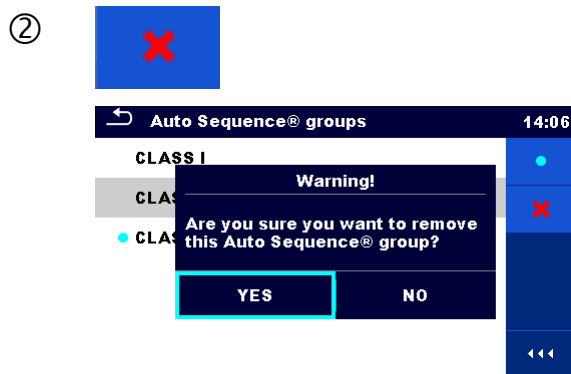 ②
Auto Sequence® groups 14:06
CLASS I
CLAS
CLAS
Warning!
Are you sure you want to remove
this Auto Sequence® group?
YES NO